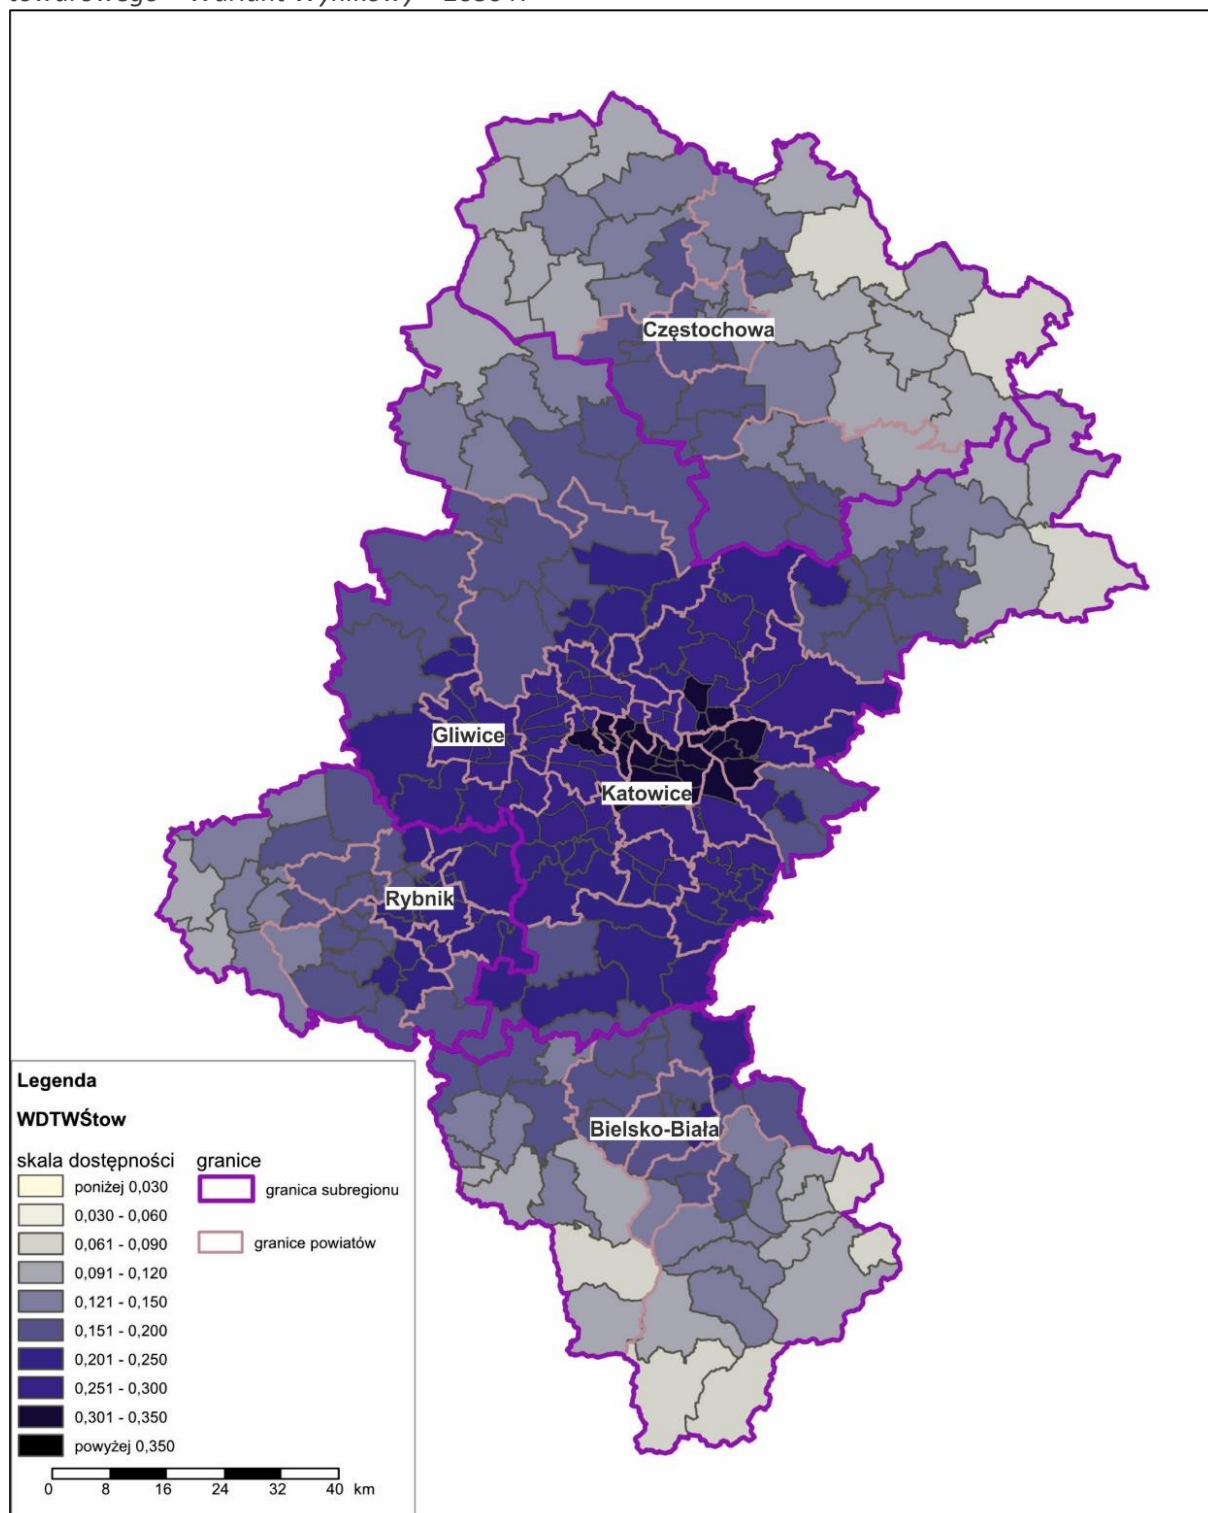 Częstochowa
Gliwice
Katowice
Rybnik
Bielsko-Biała
Legenda
WDTWŚtow
skala dostępności
granice
poniżej 0,030
granica subregionu
0,030 - 0,060
0,061 - 0,090
granice powiatów
0,091 - 0,120
0,121 - 0,150
0,151 - 0,200
0,201 - 0,250
0,251 - 0,300
0,301 - 0,350
powyżej 0,350
0 8 16 24 32 40 km